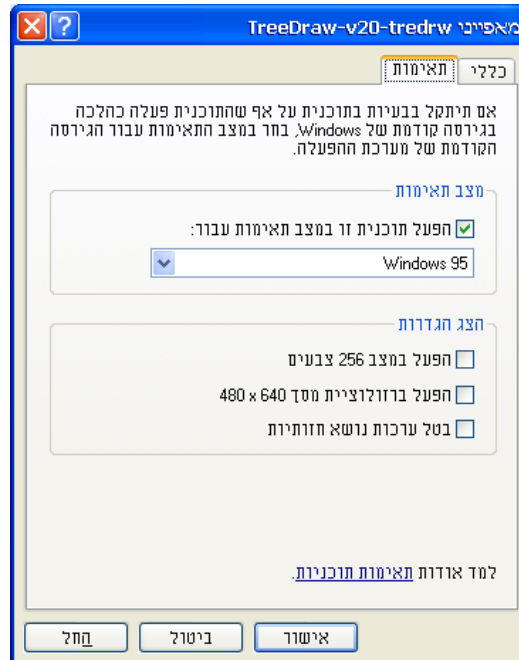 מאפייני TreeDraw-v20-tredrw
כללי
תאימות
אם תיתקל בבעיות בתוכנית על אף שהתוכנית פעלה כהלכה
בגירסה קודמת של Windows, בחר במצב התאימות עבור הגירסה
הקודמת של מערכת ההפעלה.
מצב תאימות
הפעל תוכנית זו במצב תאימות עבור:
Windows 95
הצג הגדרות
הפעל במצב 256 צבעים
הפעל ברזולוציית מסך 640 x 480
בטל ערכות נושא חזותיות
למד אודות תאימות תוכניות.
אישור
ביטול
החל